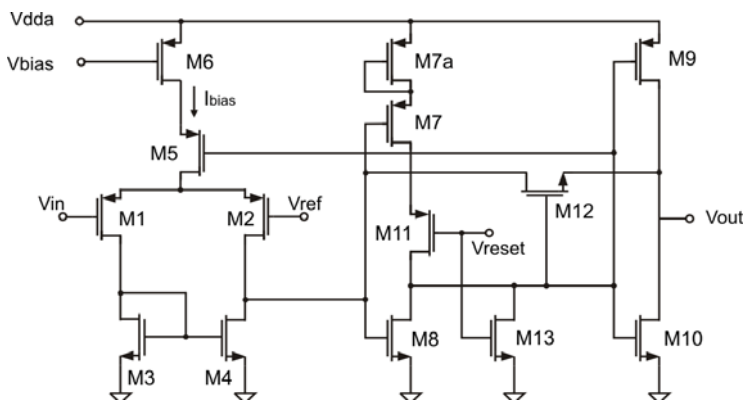 Vdda
Vbias
M6
M7a
M9
Ibias
M7
M5
Vin
M1
M2
Vref
M11
Vreset
M12
Vout
M3
M4
M8
M13
M10